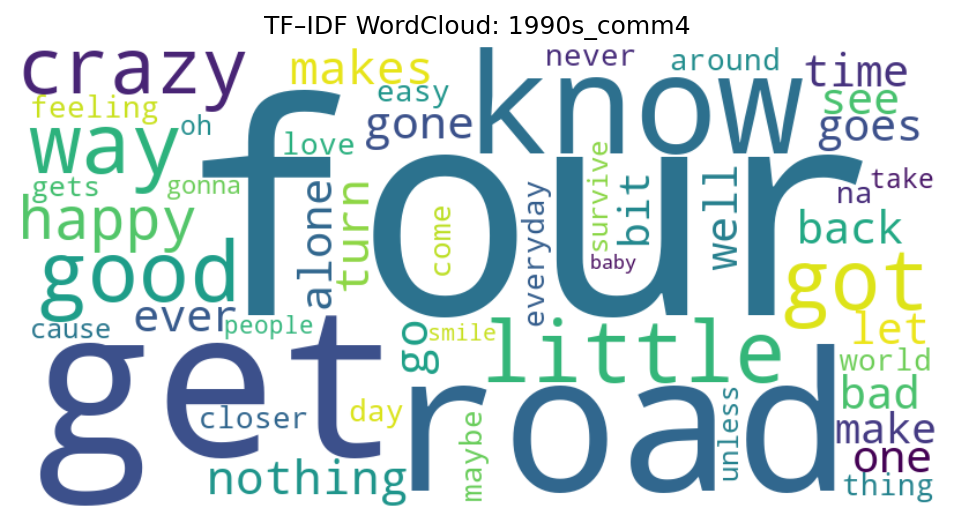 TF–IDF WordCloud: 1990s_comm4
crazy
makes
know
never
around
time
feeling
easy
see
way
oh
gone
goes
love
four
gets
gonna
take
na
happy
alone
turn
come
everyday
survive
bit
well
back
baby
good
got
ever
people
cause
go
smile
little
let
get
world
road
bad
closer
day
maybe
unless
make
one
nothing
thing